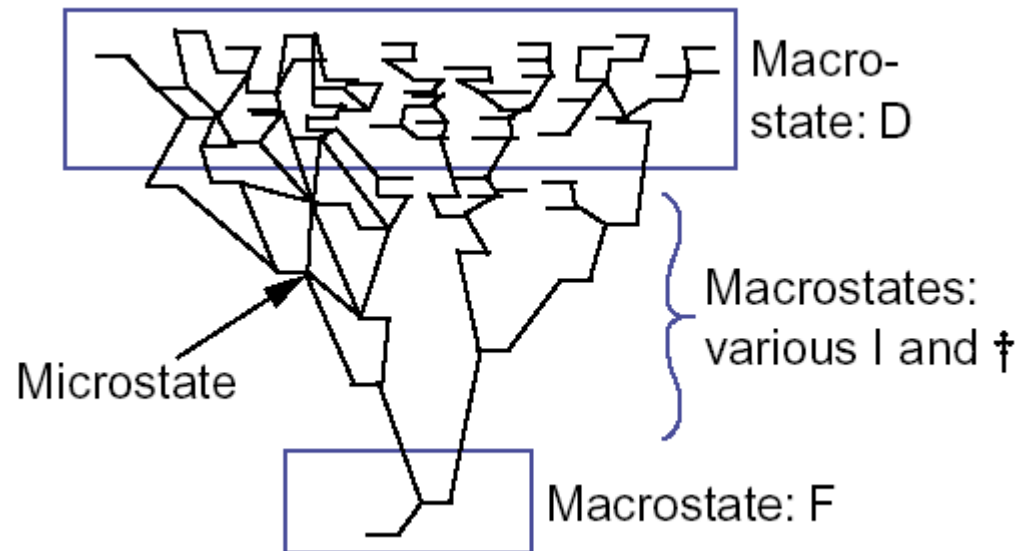 Macro-
state: D
Macrostates:
various I and ‡
Microstate
Macrostate: F